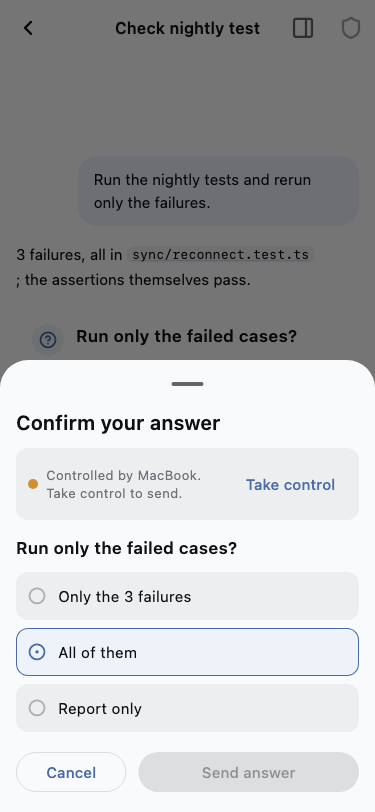 Check nightly test
Run the nightly tests and rerun
only the failures.
3 failures, all in sync/reconnect.test.ts
; the assertions themselves pass.
Run only the failed cases?
Confirm your answer
Controlled by MacBook.
Take control to send.
Take control
Run only the failed cases?
Only the 3 failures
All of them
Report only
Cancel
Send answer